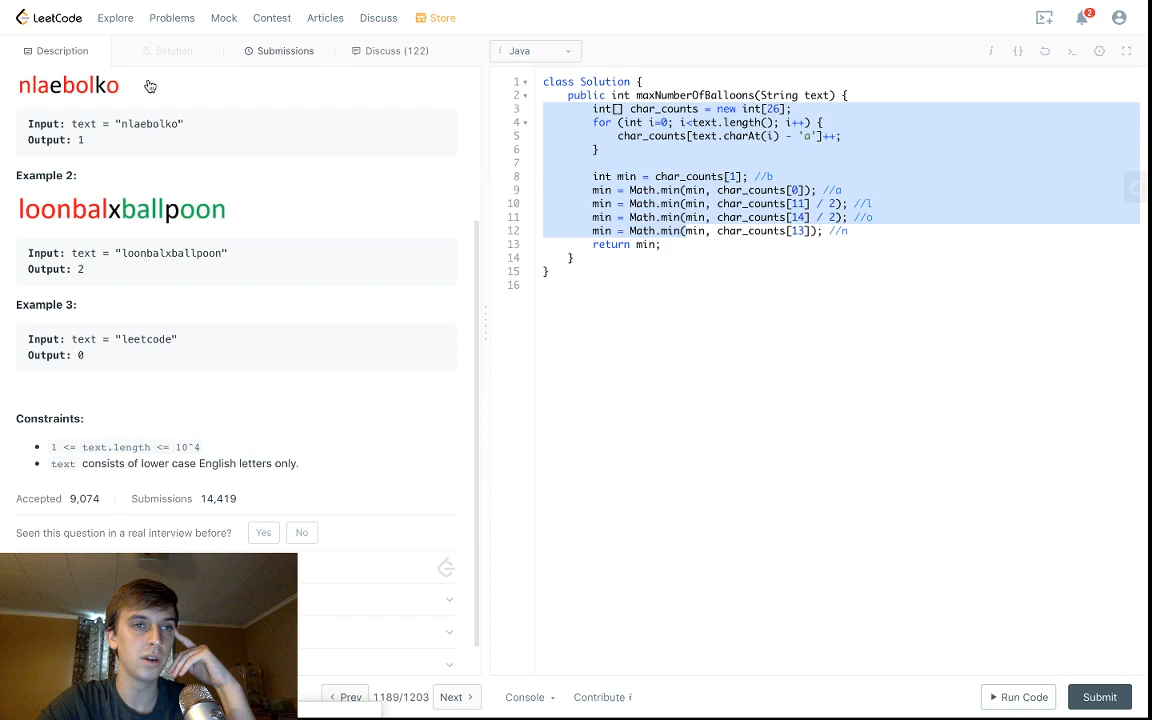 LeetCode Explore Problems Mock Contest Articles Discuss Store 2
Description Solution Submissions Discuss (122) i Java i {}
nlaebolko
Input: text = "nlaebolko"
Output: 1
Example 2:
loonbalxballpoon
Input: text = "loonbalxballpoon"
Output: 2
Example 3:
Input: text = "leetcode"
Output: 0
Constraints:
1 <= text.length <= 10^4
text consists of lower case English letters only.
Accepted 9,074 Submissions 14,419
Seen this question in a real interview before? Yes No
Prev 1189/1203 Next
1 class Solution {
2 public int maxNumberOfBalloons(String text) {
3 int[] char_counts = new int[26];
4 for (int i=0; i<text.length(); i++) {
5 char_counts[text.charAt(i) - 'a']++;
6 }
7
8 int min = char_counts[1]; //b
9 min = Math.min(min, char_counts[0]); //a
10 min = Math.min(min, char_counts[11] / 2); //l
11 min = Math.min(min, char_counts[14] / 2); //o
12 min = Math.min(min, char_counts[13]); //n
13 return min;
14 }
15 }
16
Console Contribute i Run Code Submit